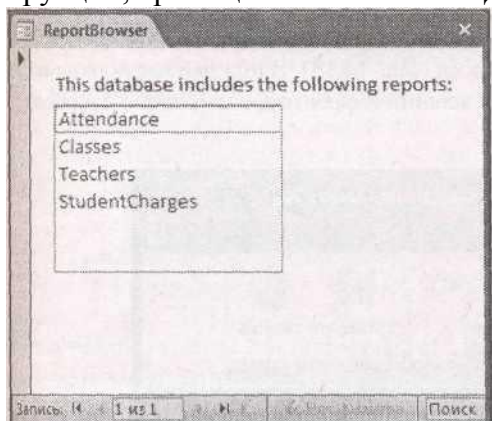 ReportBrowser
This database includes the following reports:
Attendance
Classes
Teachers
StudentCharges
Запись: 1 из 1 Поиск